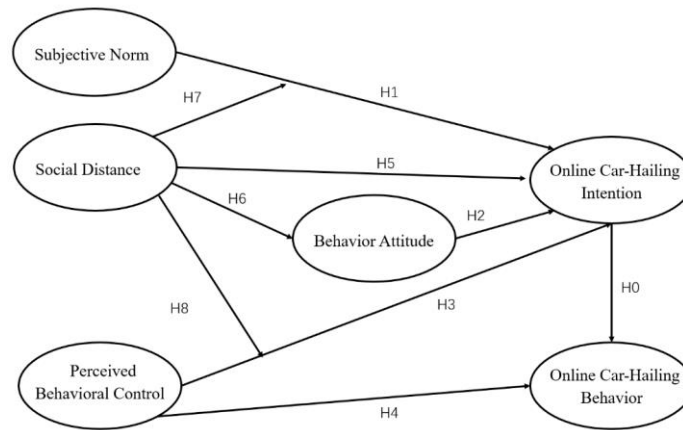 Subjective Norm
H7
H1
Social Distance
H5
Online Car-Hailing
Intention
H6
H2
Behavior Attitude
H8
H3
H0
Perceived
Behavioral Control
Online Car-Hailing
Behavior
H4